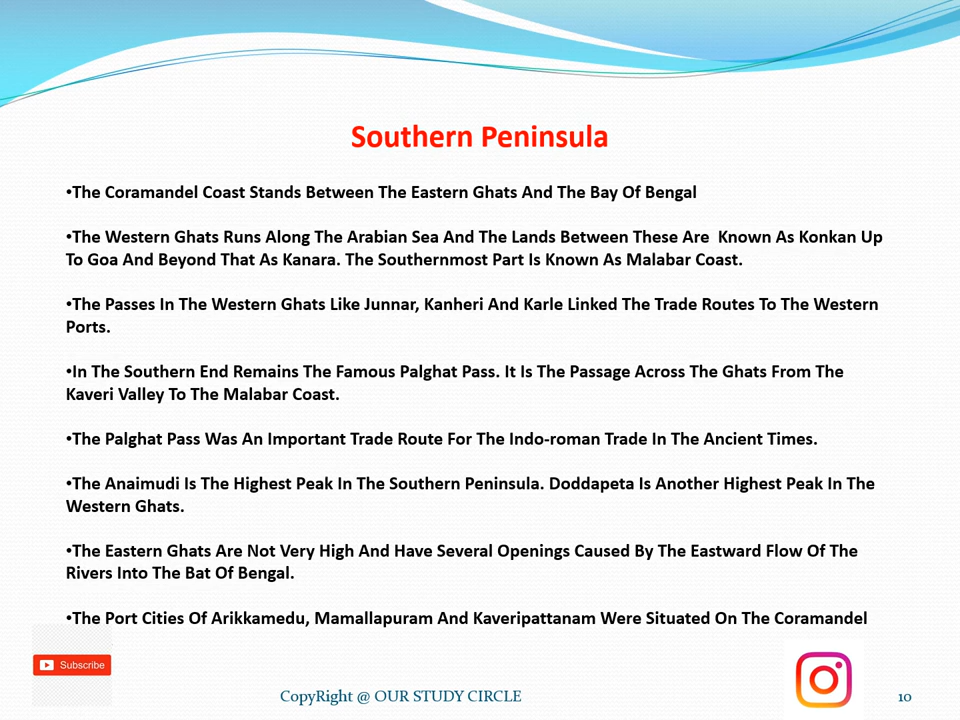 Southern Peninsula
•The Coramandel Coast Stands Between The Eastern Ghats And The Bay Of Bengal
•The Western Ghats Runs Along The Arabian Sea And The Lands Between These Are  Known As Konkan Up
To Goa And Beyond That As Kanara. The Southernmost Part Is Known As Malabar Coast.
•The Passes In The Western Ghats Like Junnar, Kanheri And Karle Linked The Trade Routes To The Western
Ports.
•In The Southern End Remains The Famous Palghat Pass. It Is The Passage Across The Ghats From The
Kaveri Valley To The Malabar Coast.
•The Palghat Pass Was An Important Trade Route For The Indo-roman Trade In The Ancient Times.
•The Anaimudi Is The Highest Peak In The Southern Peninsula. Doddapeta Is Another Highest Peak In The
Western Ghats.
•The Eastern Ghats Are Not Very High And Have Several Openings Caused By The Eastward Flow Of The
Rivers Into The Bat Of Bengal.
•The Port Cities Of Arikkamedu, Mamallapuram And Kaveripattanam Were Situated On The Coramandel
Subscribe
CopyRight @ OUR STUDY CIRCLE
10